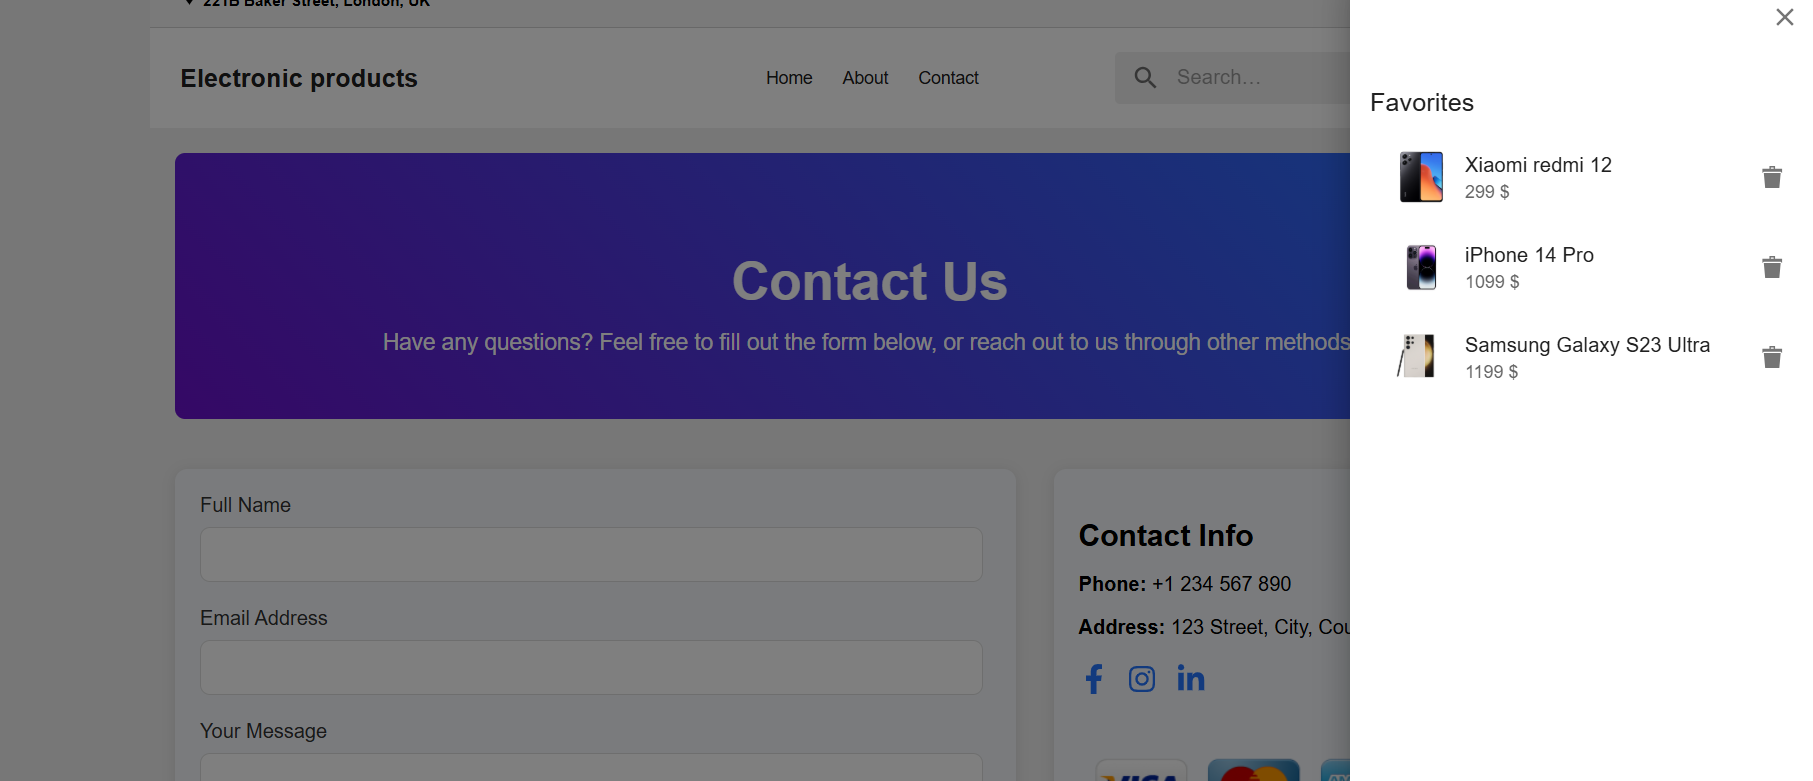 221B Baker Street, London, UK
Electronic products
Home About Contact
Search...
Contact Us
Have any questions? Feel free to fill out the form below, or reach out to us through other methods
Full Name
Email Address
Your Message
Contact Info
Phone: +1 234 567 890
Address: 123 Street, City, Cou
VISA
Favorites
Xiaomi redmi 12
299 $
iPhone 14 Pro
1099 $
Samsung Galaxy S23 Ultra
1199 $